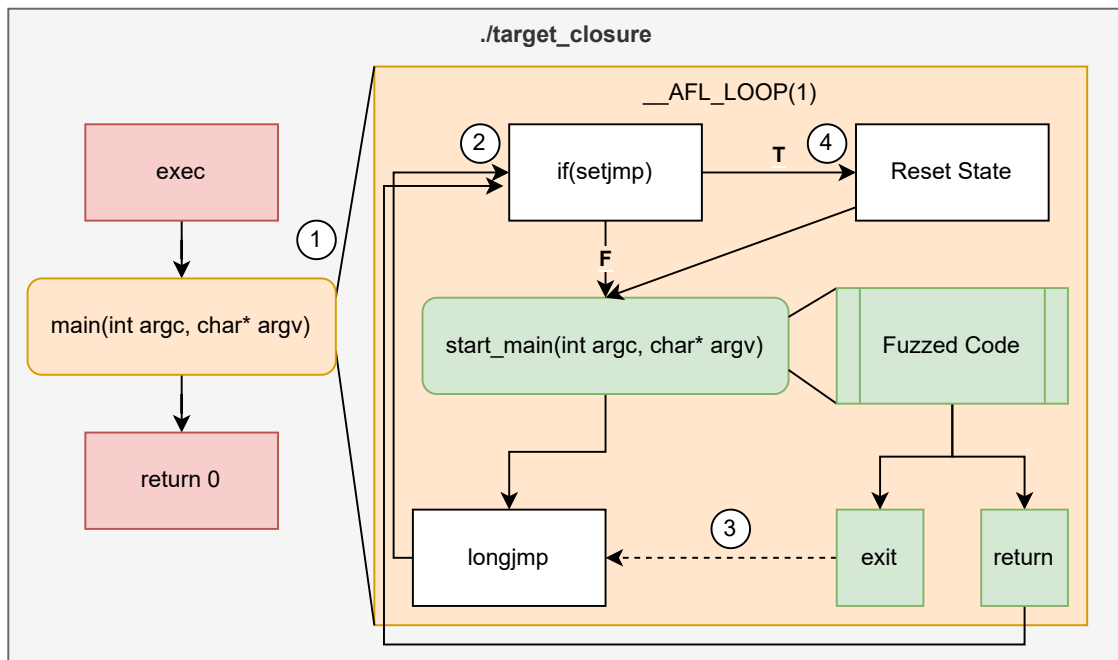 ./target_closure
__AFL_LOOP(1)
exec
2
if(setjmp)
T
4
Reset State
1
F
main(int argc, char* argv)
start_main(int argc, char* argv)
Fuzzed Code
return 0
longjmp
3
exit
return